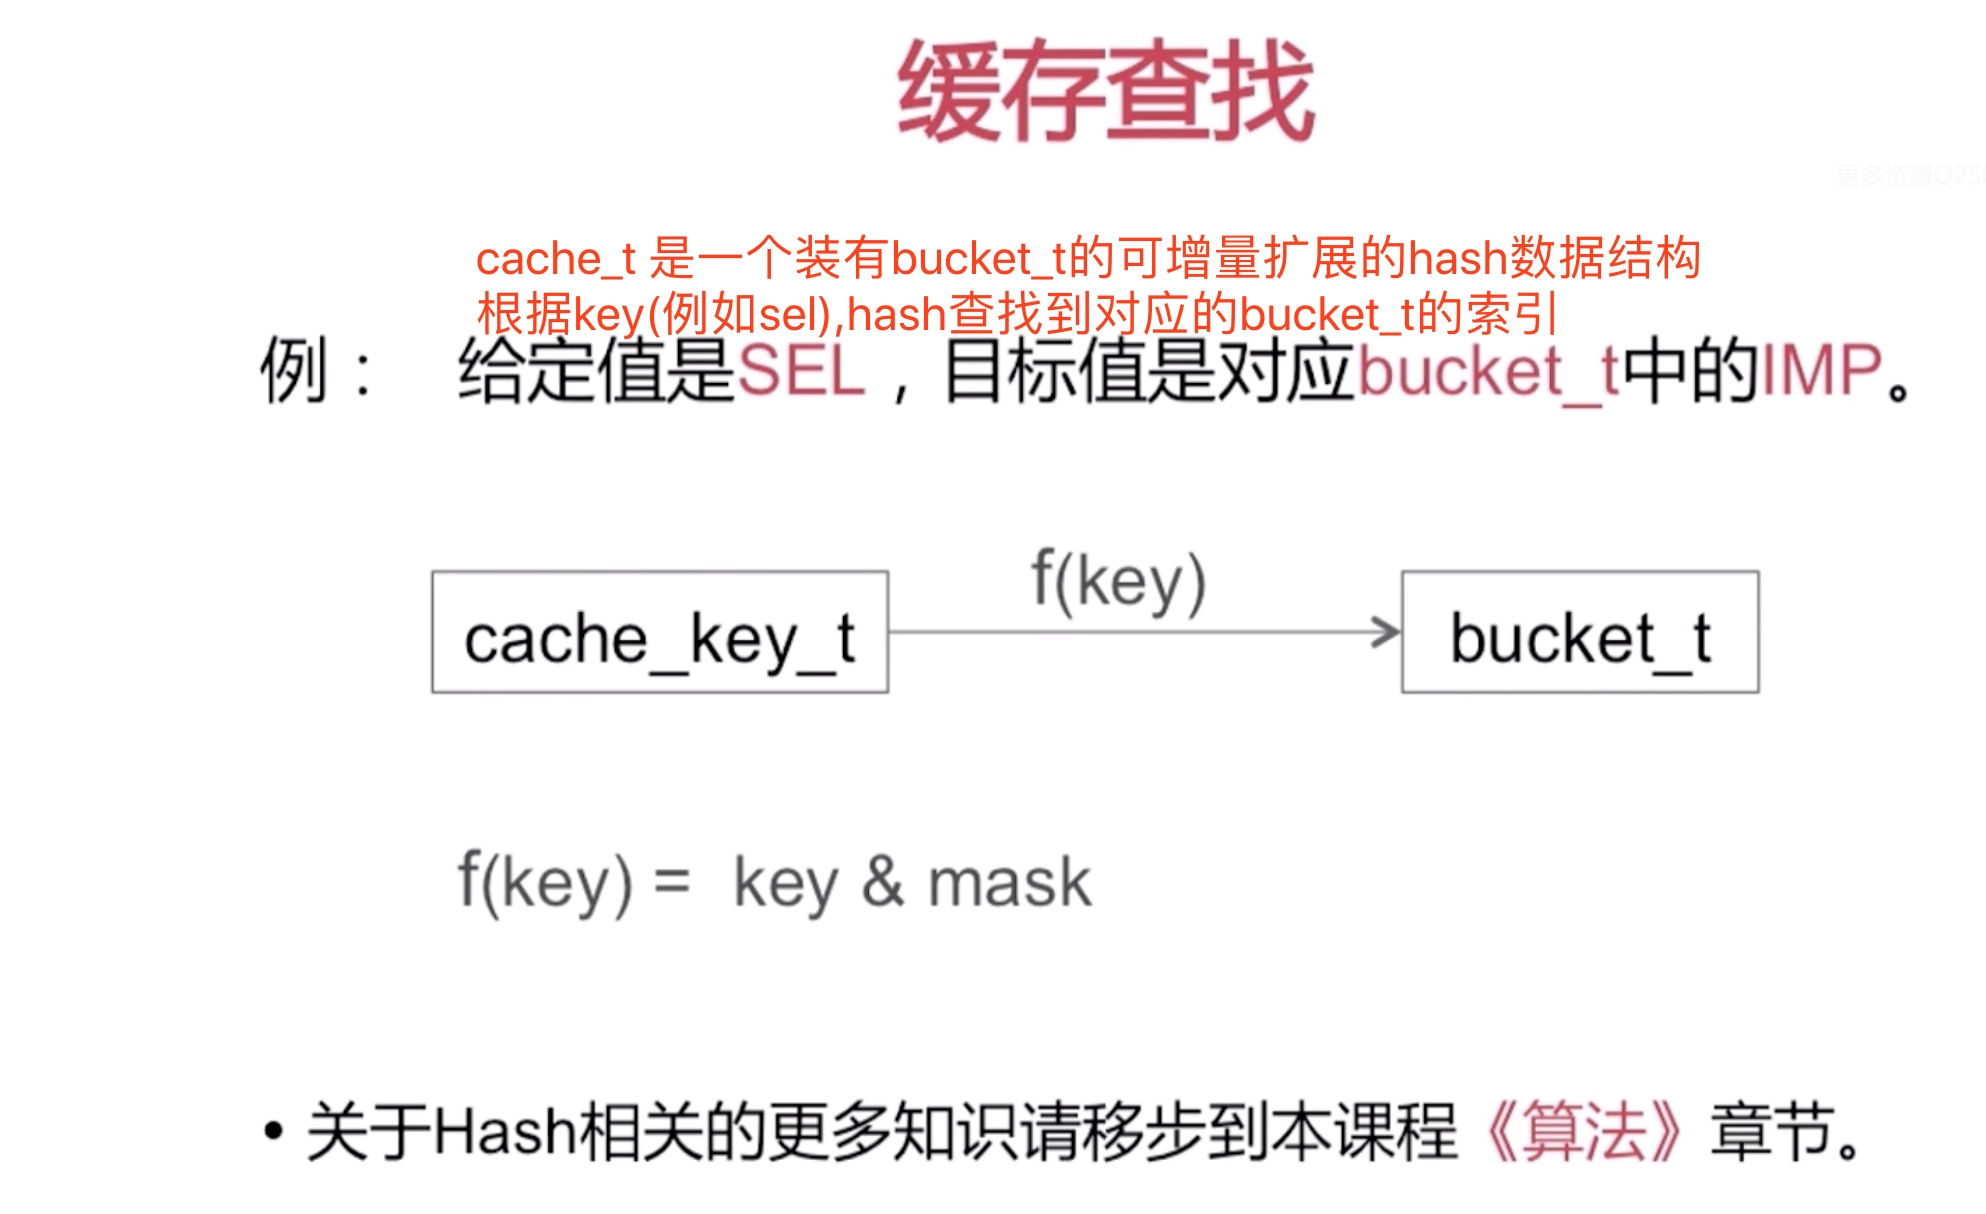 缓存查找
更多资源Q25
cache_t 是一个装有bucket_t的可增量扩展的hash数据结构
根据key(例如sel),hash查找到对应的bucket_t的索引
例： 给定值是SEL，目标值是对应bucket_t中的IMP。
f(key)
cache_key_t
bucket_t
f(key) = key & mask
• 关于Hash相关的更多知识请移步到本课程《算法》章节。